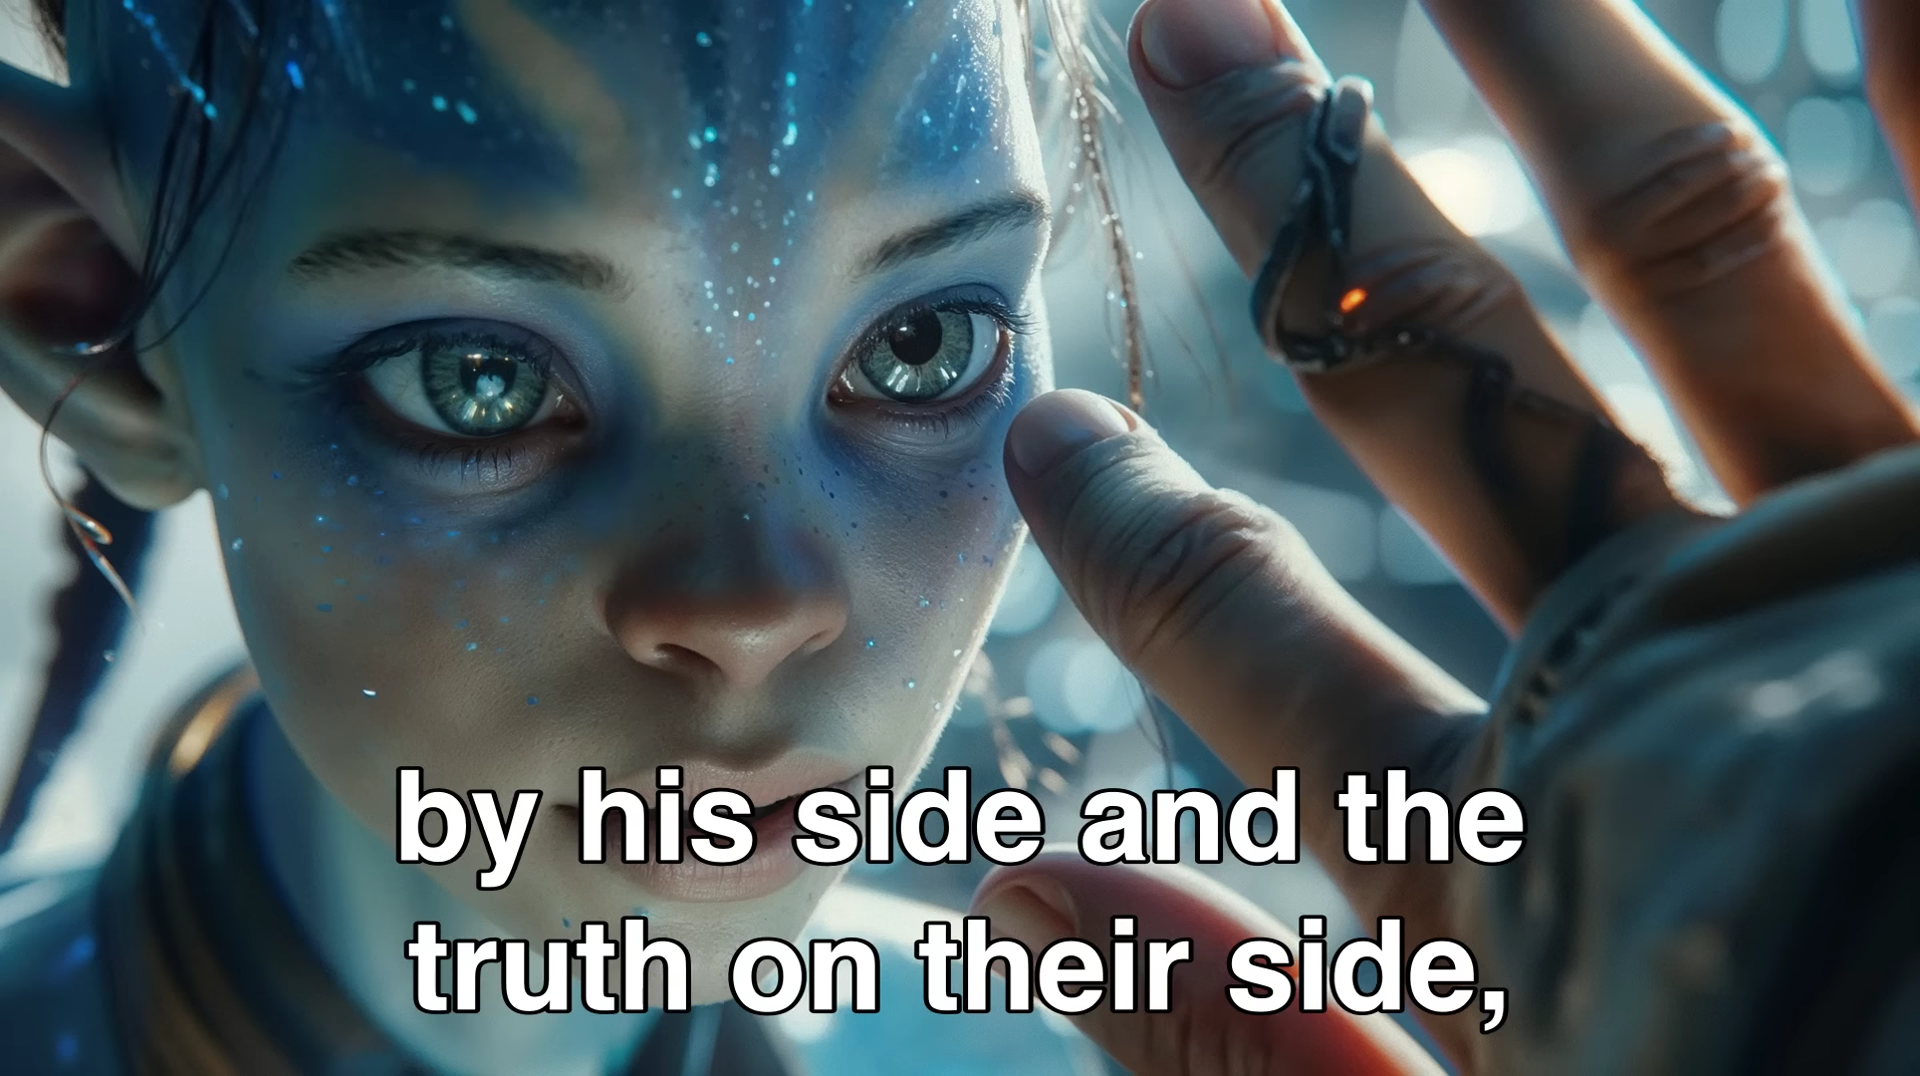 by his side and the
truth on their side,